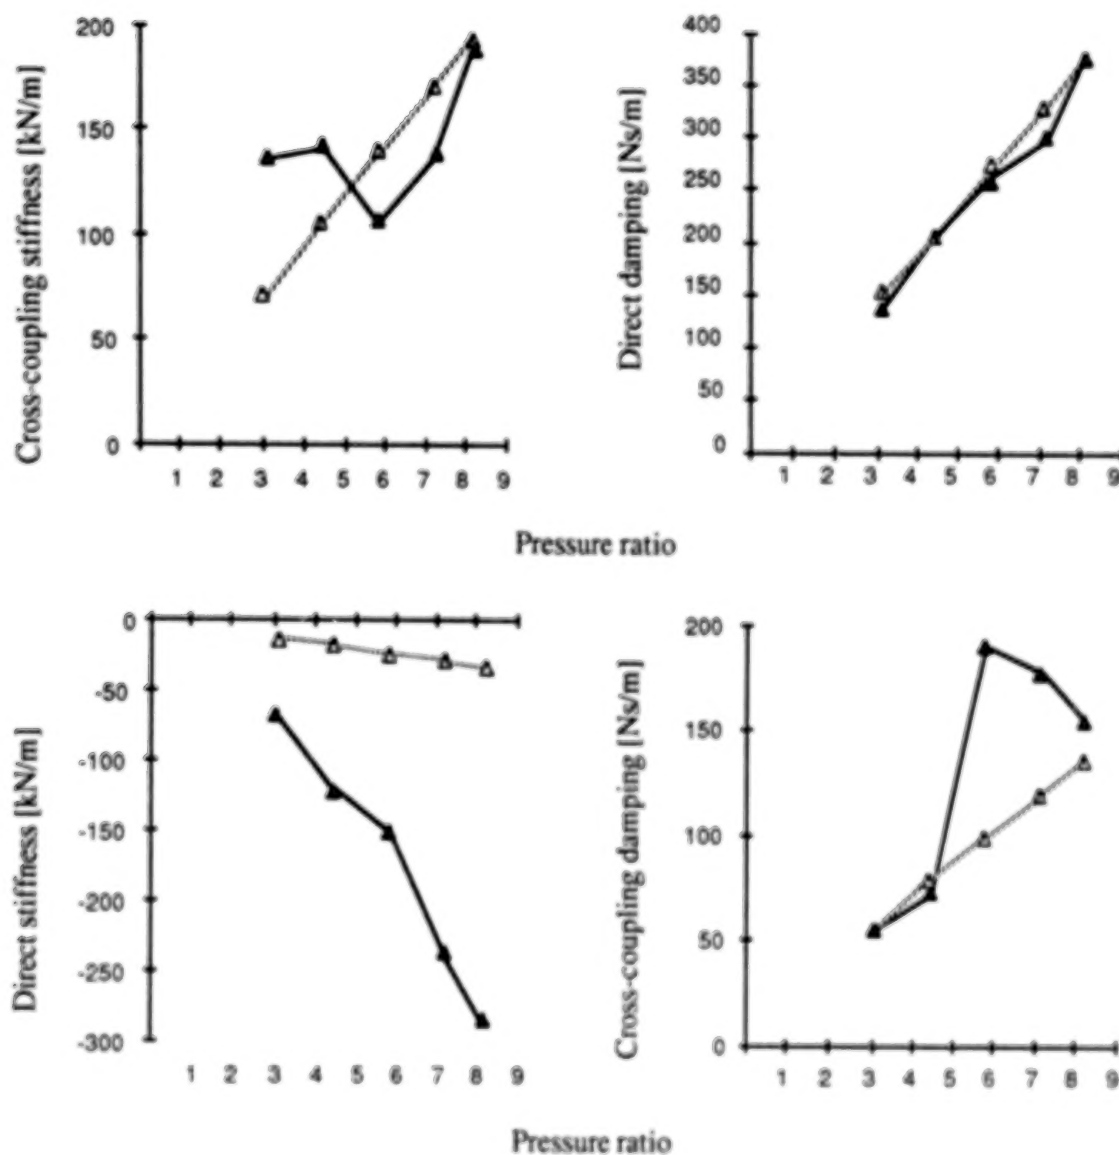 Cross-coupling stiffness [kN/m]
200
150
100
50
0
1 2 3 4 5 6 7 8 9
Direct damping [Ns/m]
400
350
300
250
200
150
100
50
0
1 2 3 4 5 6 7 8 9
Pressure ratio
Direct stiffness [kN/m]
0
-50
-100
-150
-200
-250
-300
1 2 3 4 5 6 7 8 9
Cross-coupling damping [Ns/m]
200
150
100
50
0
1 2 3 4 5 6 7 8 9
Pressure ratio